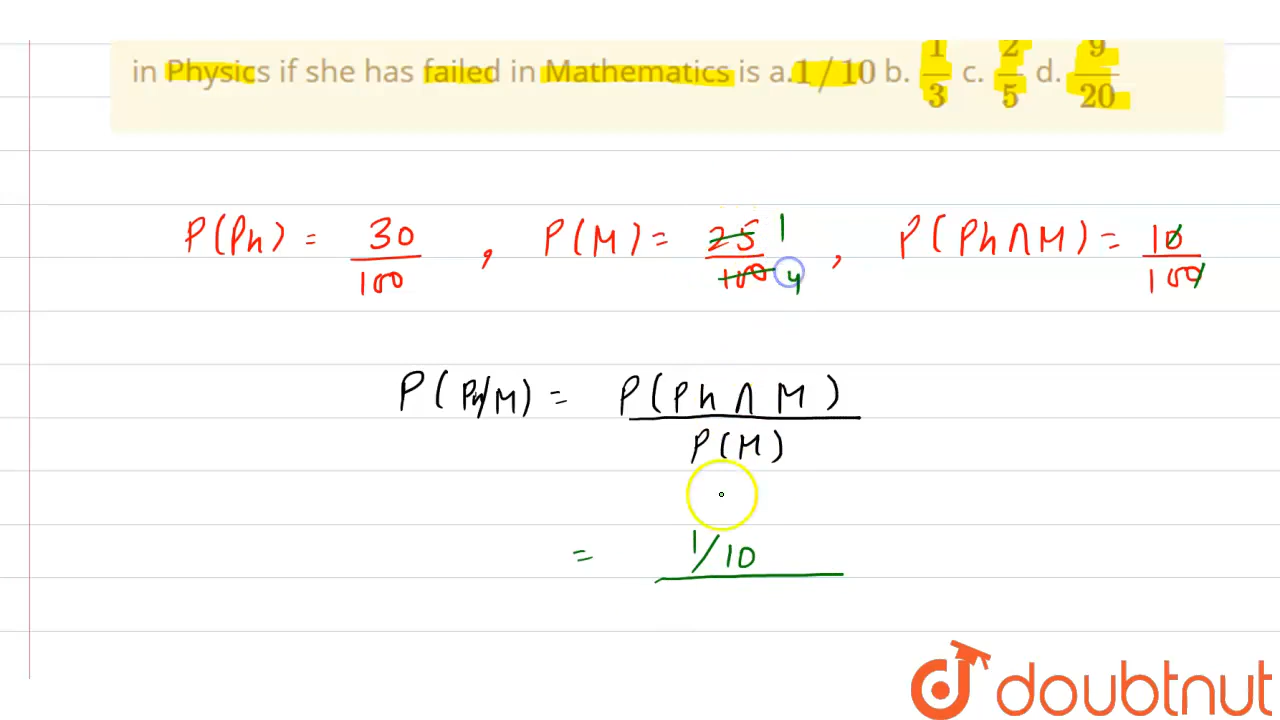 in Physics if she has failed in Mathematics is a.1/10 b. 1/3 c. 2/5 d. 9/20
P(Ph) = 30/100 , P(M) = 25/100 1/4 , P(Ph∩M) = 10/100
P(Ph/M) = P(Ph∩M)/P(M)
= 1/10
doubtnut